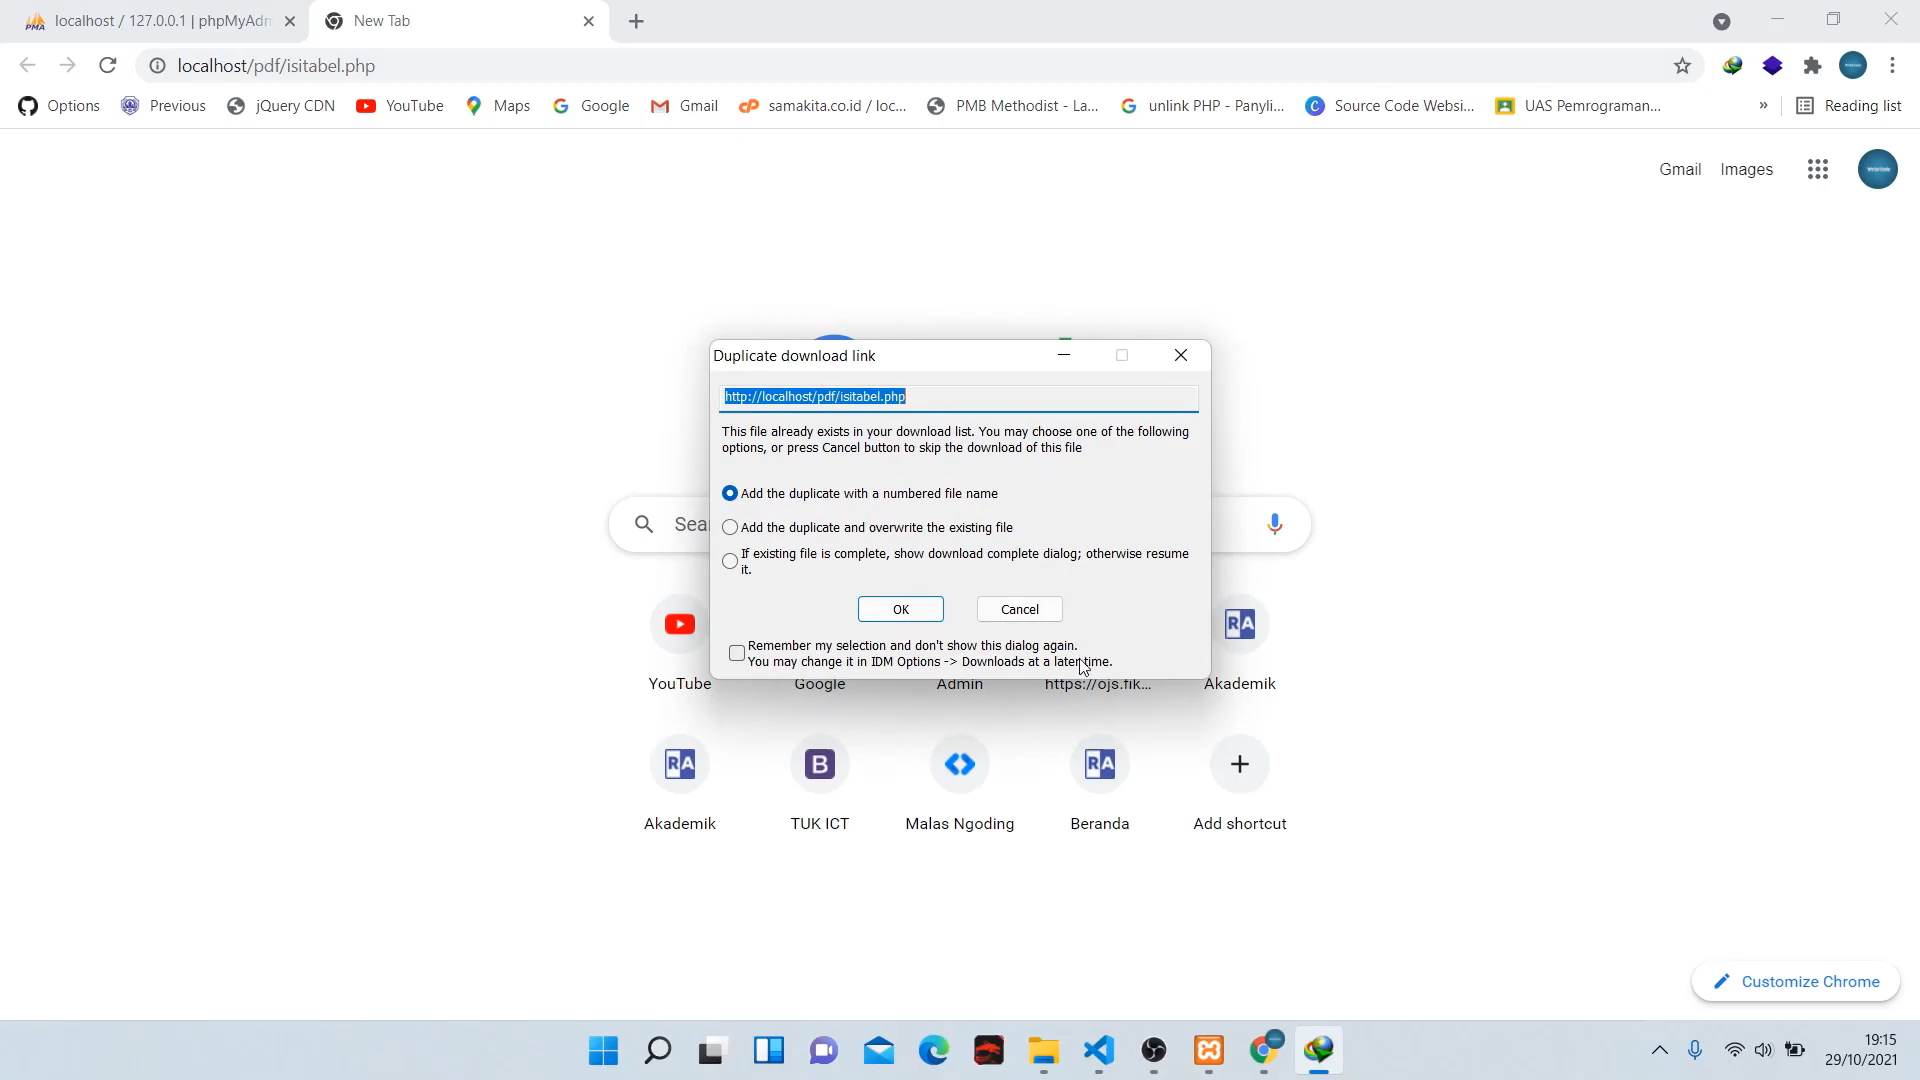 localhost / 127.0.0.1 | phpMyAdm
New Tab
localhost/pdf/isitabel.php
Options
Previous
jQuery CDN
YouTube
Maps
Google
Gmail
samakita.co.id / loc...
PMB Methodist - La...
unlink PHP - Panyli...
Source Code Websi...
UAS Pemrograman...
»
Reading list
Gmail
Images
Duplicate download link
http://localhost/pdf/isitabel.php
This file already exists in your download list. You may choose one of the following
options, or press Cancel button to skip the download of this file
Add the duplicate with a numbered file name
Add the duplicate and overwrite the existing file
If existing file is complete, show download complete dialog; otherwise resume
it.
OK
Cancel
Remember my selection and don't show this dialog again.
You may change it in IDM Options -> Downloads at a later time.
Sear
YouTube
Google
Admin
https://ojs.fik...
Akademik
Akademik
TUK ICT
Malas Ngoding
Beranda
Add shortcut
Customize Chrome
19:15
29/10/2021